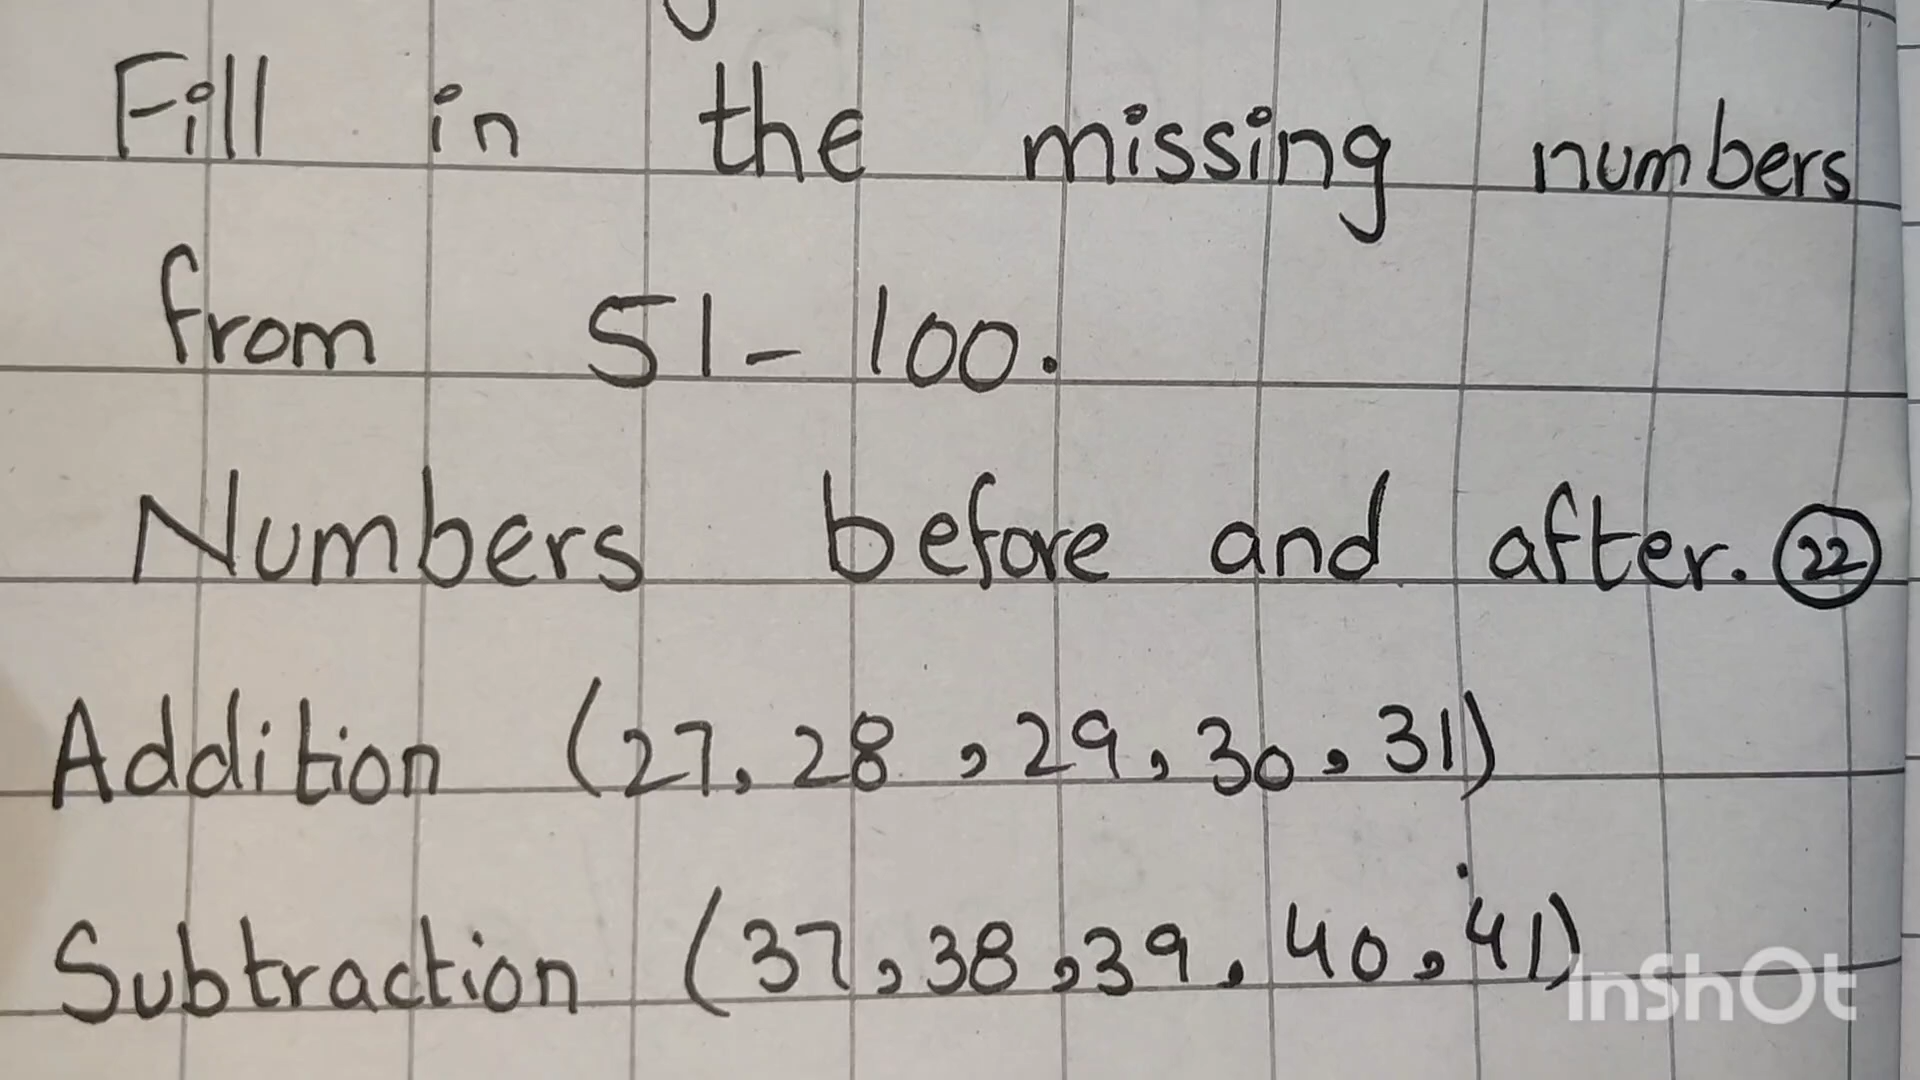 Fill in the missing numbers
from 51-100.
Numbers before and after. 22
Addition (27, 28, 29, 30, 31)
Subtraction (37, 38, 39, 40, 41)
InShOt